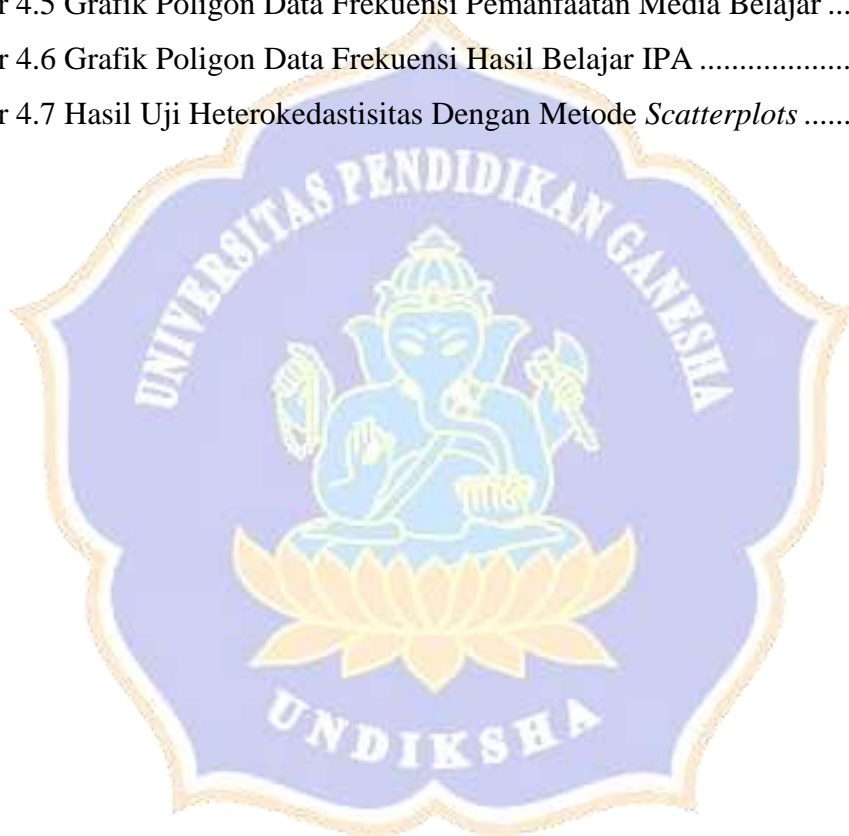 r 4.5 Grafik Poligon Data Frekuensi Pemanfaatan Media Belajar ...
r 4.6 Grafik Poligon Data Frekuensi Hasil Belajar IPA ...................
r 4.7 Hasil Uji Heterokedastisitas Dengan Metode Scatterplots ......
UNIVERSITAS PENDIDIKAN GANESHA
UNDIKSHA